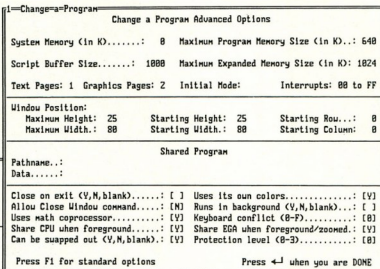 1══Change═a═Program
Change a Program Advanced Options
System Memory (in K).......: 0 Maximum Program Memory Size (in K)..: 640
Script Buffer Size.......: 1000 Maximum Expanded Memory Size (in K): 1024
Text Pages: 1 Graphics Pages: 2 Initial Mode: Interrupts: 00 to FF
Window Position:
Maximum Height: 25 Starting Height: 25 Starting Row...: 0
Maximum Width.: 80 Starting Width.: 80 Starting Column: 0
Shared Program
Pathname..:
Data......:
Close on exit (Y,N,blank)......: [ ] Uses its own colors..............: [Y]
Allow Close Window command.....: [N] Runs in background (Y,N,blank)...: [ ]
Uses math coprocessor..........: [Y] Keyboard conflict (0-F)..........: [0]
Share CPU when foreground......: [Y] Share EGA when foreground/zoomed.: [Y]
Can be swapped out (Y,N,blank).: [Y] Protection level (0-3)...........: [0]
Press F1 for standard options Press ↵ when you are DONE